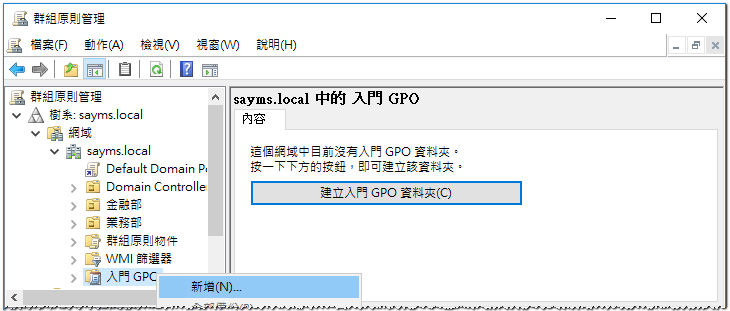 群組原則管理
檔案(F) 動作(A) 檢視(V) 視窗(W) 說明(H)
群組原則管理
樹系: sayms.local
網域
sayms.local
Default Domain Po
Domain Controller
金融部
業務部
群組原則物件
WMI 篩選器
入門 GPO
sayms.local 中的 入門 GPO
內容
這個網域中目前沒有入門 GPO 資料夾。
按一下下方的按鈕，即可建立該資料夾。
建立入門 GPO 資料夾(C)
新增(N)...